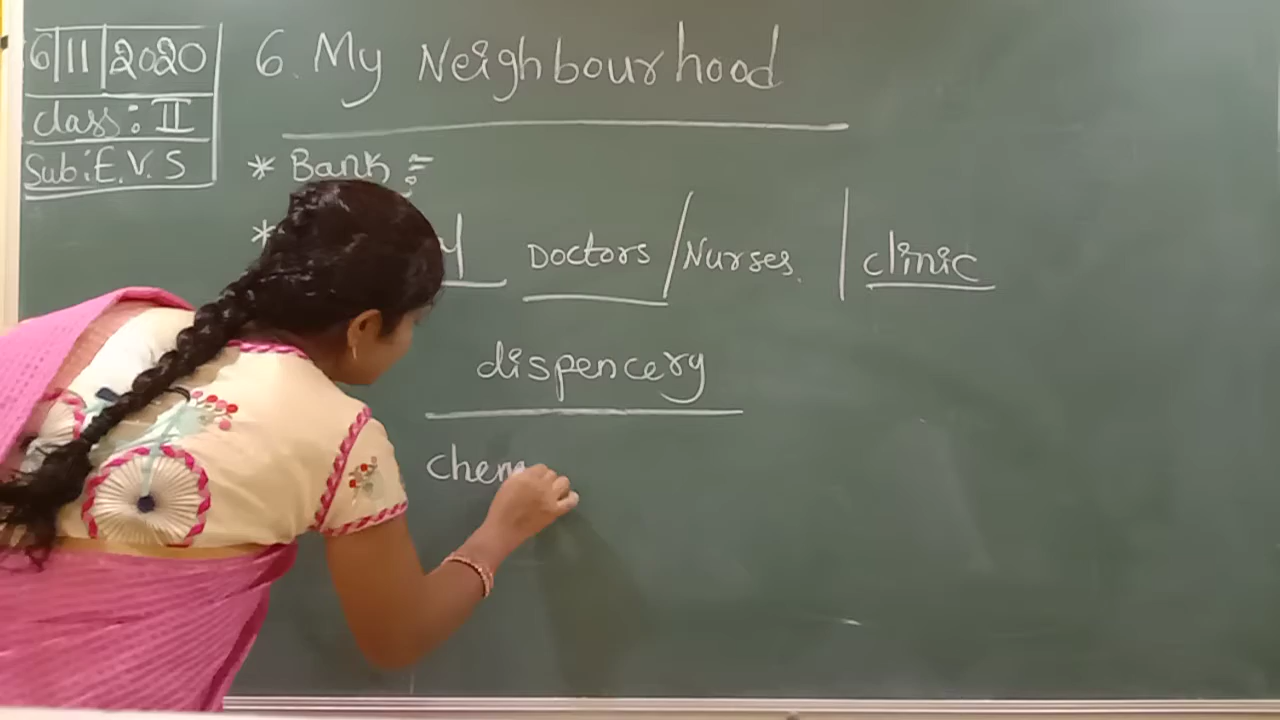 6|11|2020
class: II
Sub: E.V.S
6. My Neighbourhood
* Bank :-
* Doctors / Nurses. | clinic
dispencery
Chem